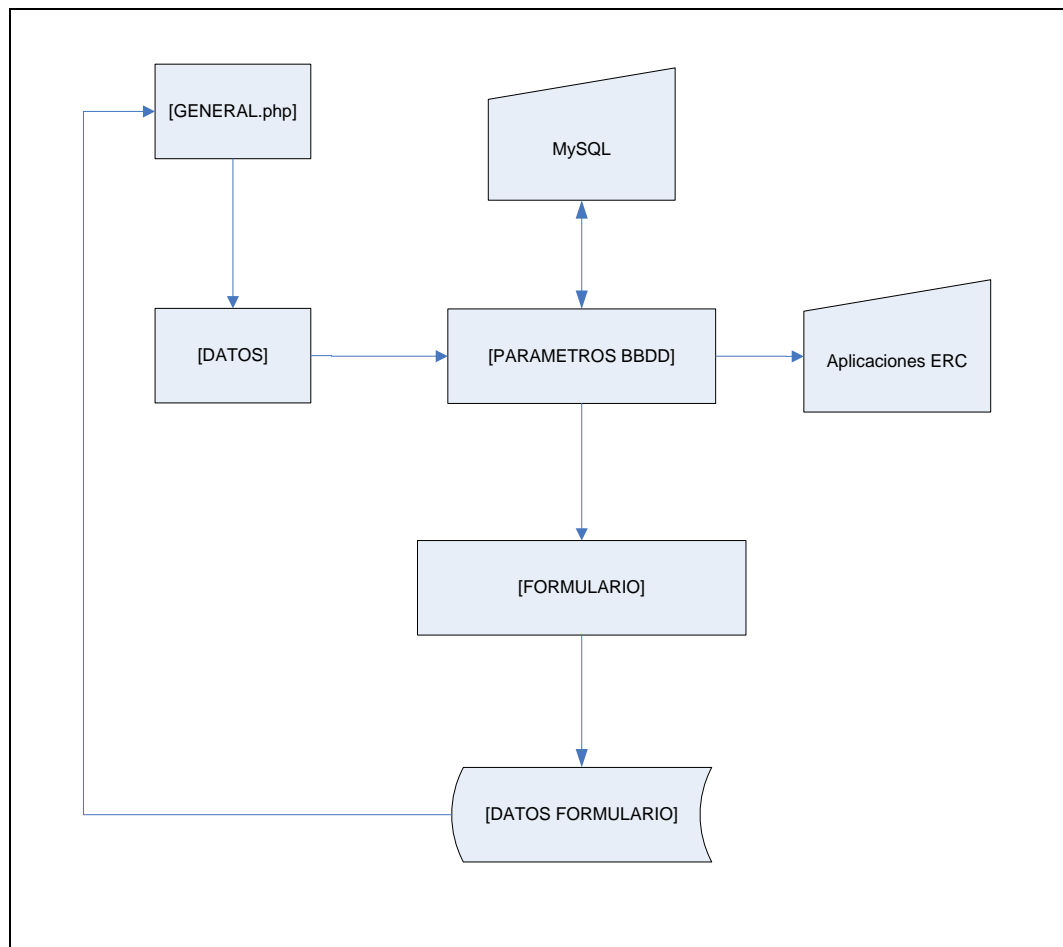 [GENERAL.php]
MySQL
[DATOS]
[PARAMETROS BBDD]
Aplicaciones ERC
[FORMULARIO]
[DATOS FORMULARIO]